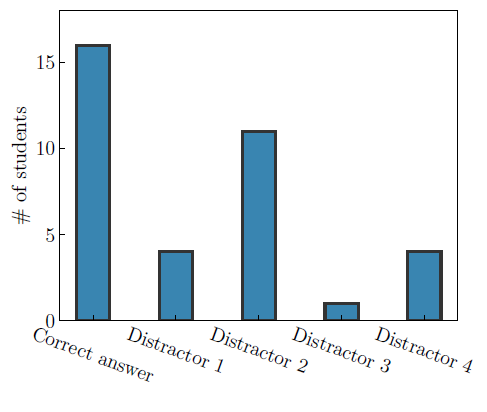 # of students
15
10
5
0
Correct answer
Distractor 1
Distractor 2
Distractor 3
Distractor 4